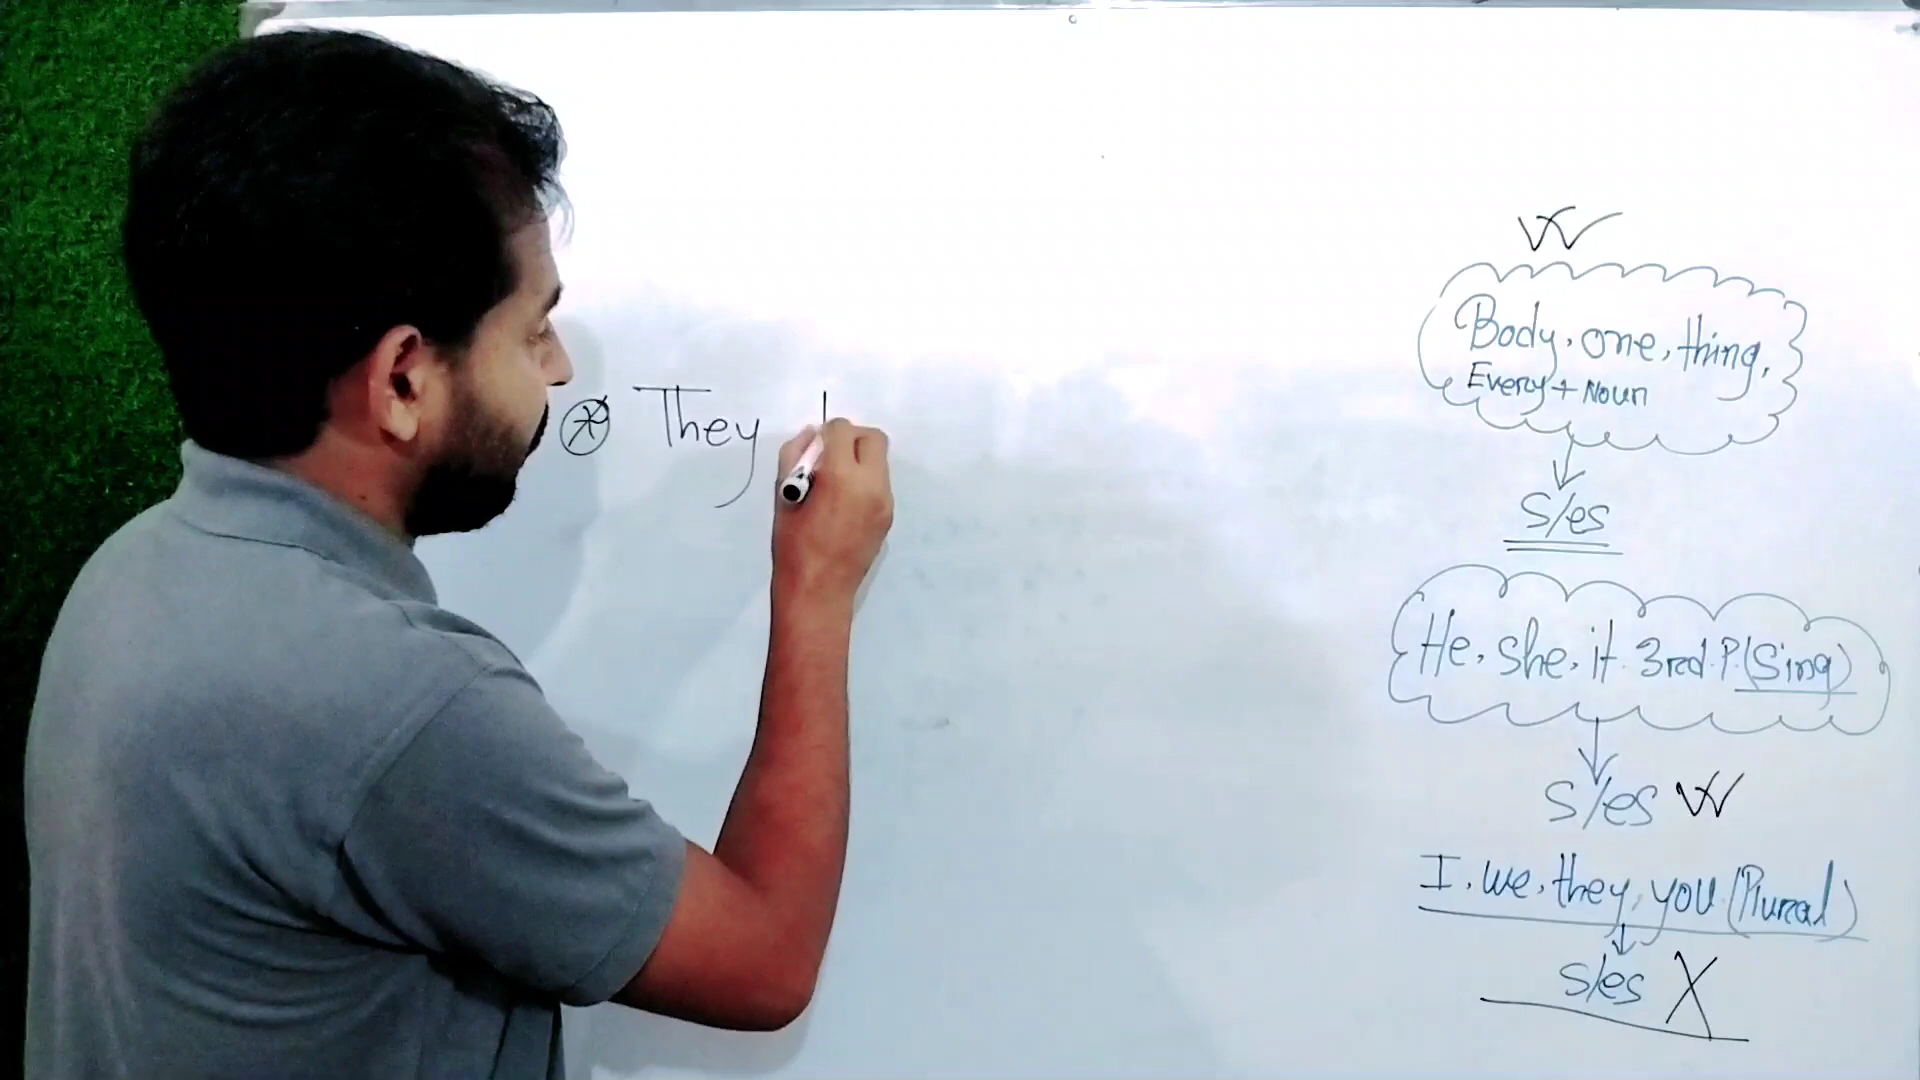 They
Body, one, thing,
Every + Noun
S/es
He, she, it 3rd P. (Sing)
S/es
I, we, they, you (Plural)
S/es X